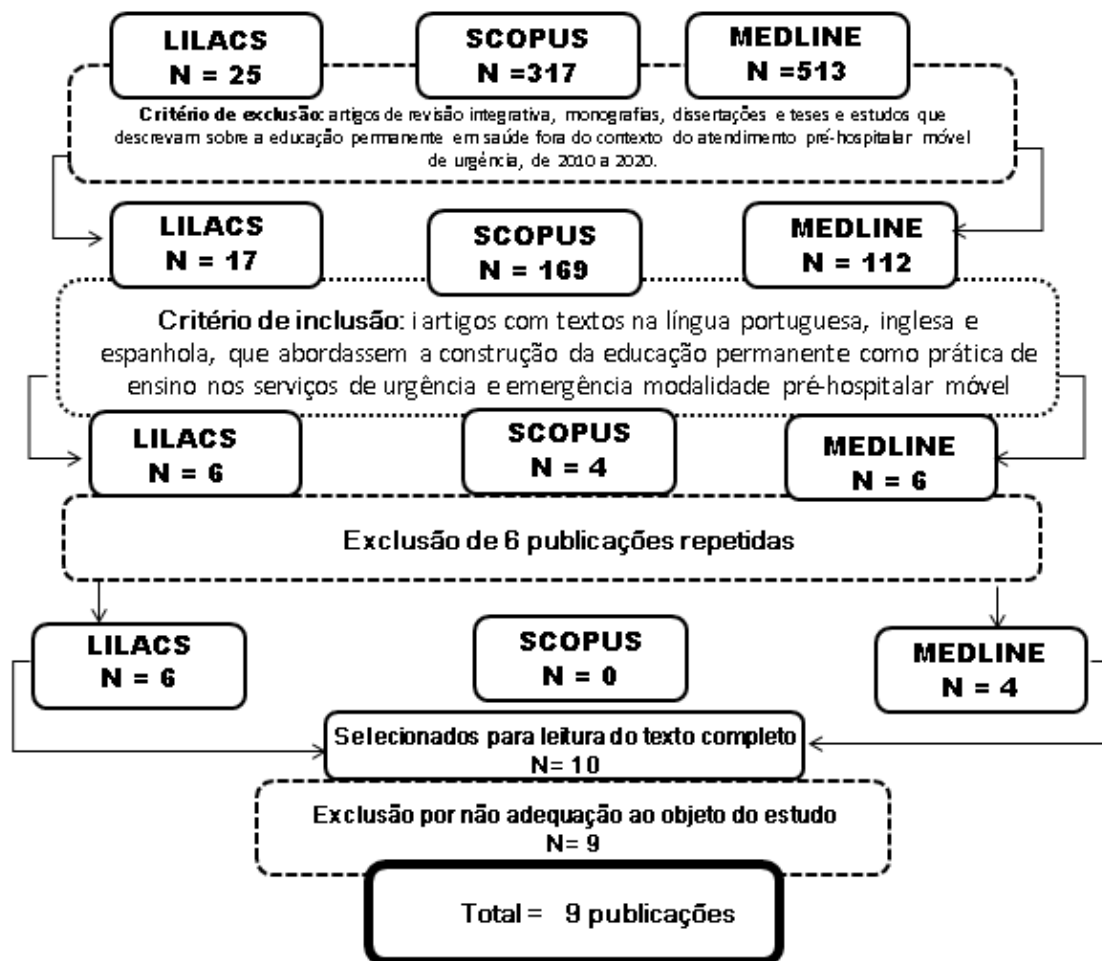 LILACS
N = 25
SCOPUS
N =317
MEDLINE
N =513
Critério de exclusão: artigos de revisão integrativa, monografias, dissertações e teses e estudos que
descrevam sobre a educação permanente em saúde fora do contexto do atendimento pré-hospitalar móvel
de urgência, de 2010 a 2020.
LILACS
N = 17
SCOPUS
N = 169
MEDLINE
N = 112
Critério de inclusão: i artigos com textos na língua portuguesa, inglesa e
espanhola, que abordassem a construção da educação permanente como prática de
ensino nos serviços de urgência e emergência modalidade pré-hospitalar móvel
LILACS
N = 6
SCOPUS
N = 4
MEDLINE
N = 6
Exclusão de 6 publicações repetidas
LILACS
N = 6
SCOPUS
N = 0
MEDLINE
N = 4
Selecionados para leitura do texto completo
N= 10
Exclusão por não adequação ao objeto do estudo
N= 9
Total = 9 publicações